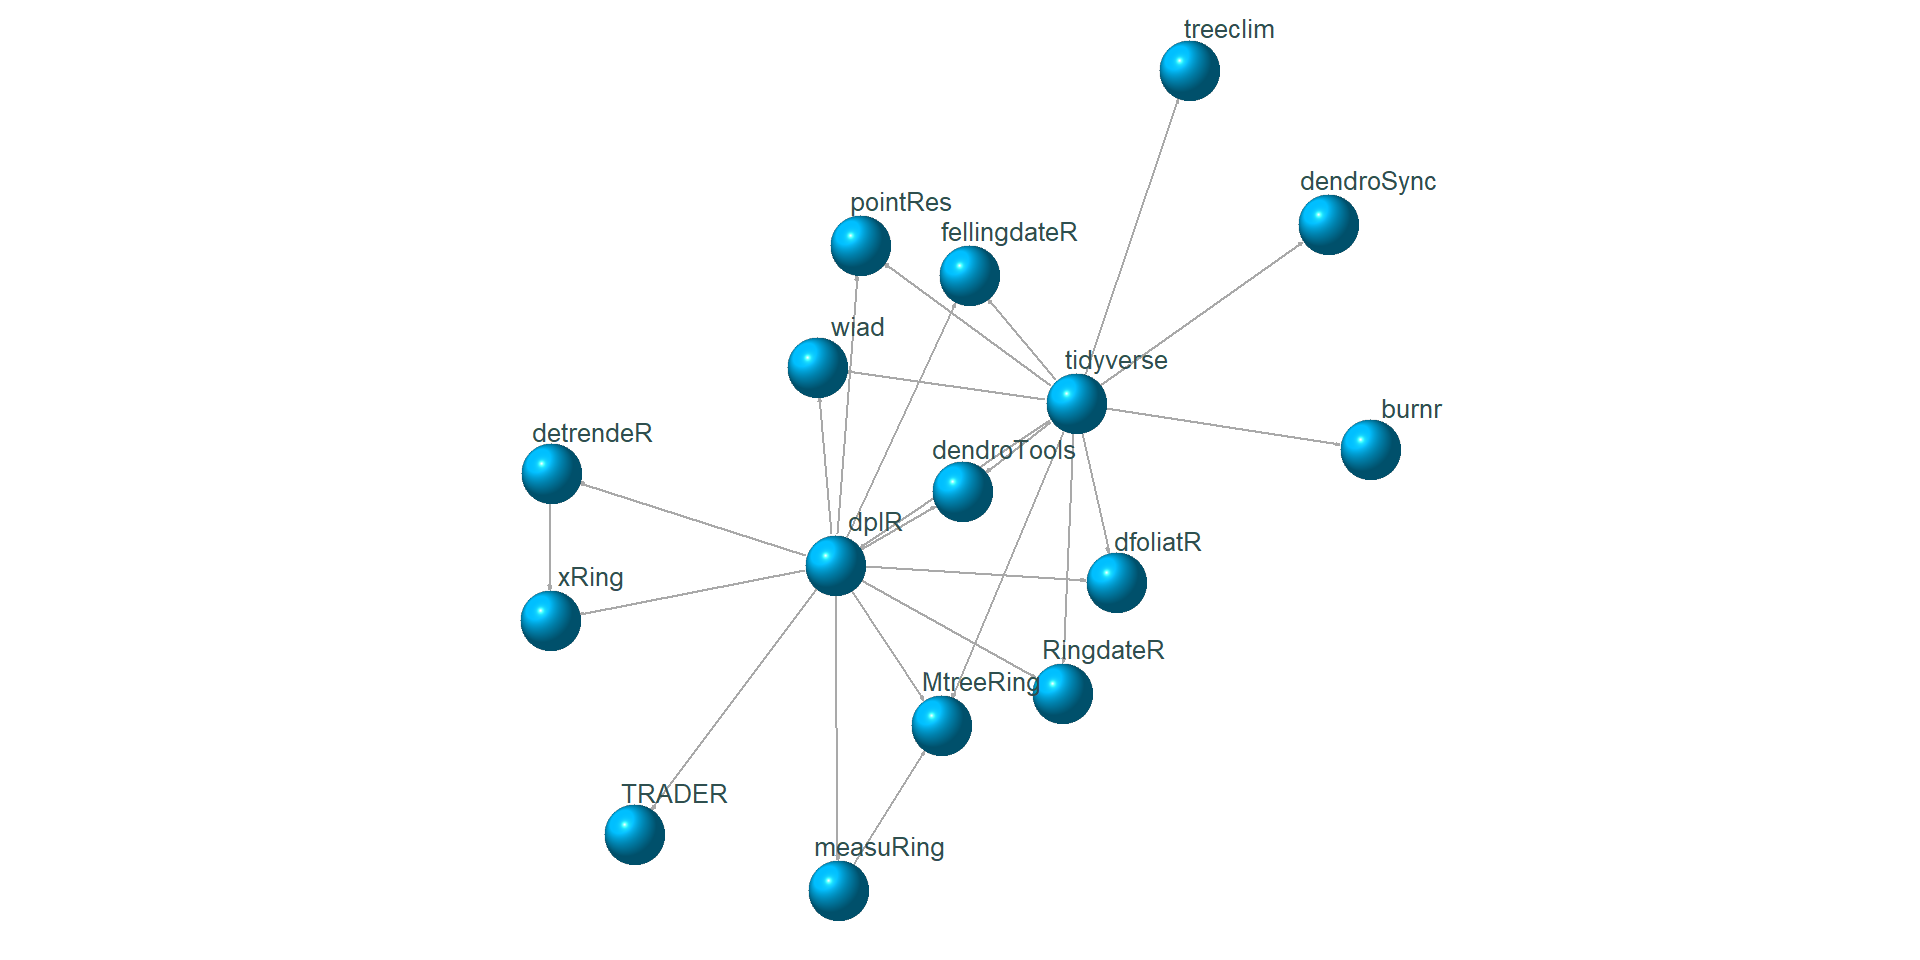 treeclim
dendroSync
pointRes
fellingdateR
wiad
tidyverse
burnr
detrendeR
dendroTools
dplR
dfoliatR
xRing
RingdateR
MtreeRing
TRADER
measuRing